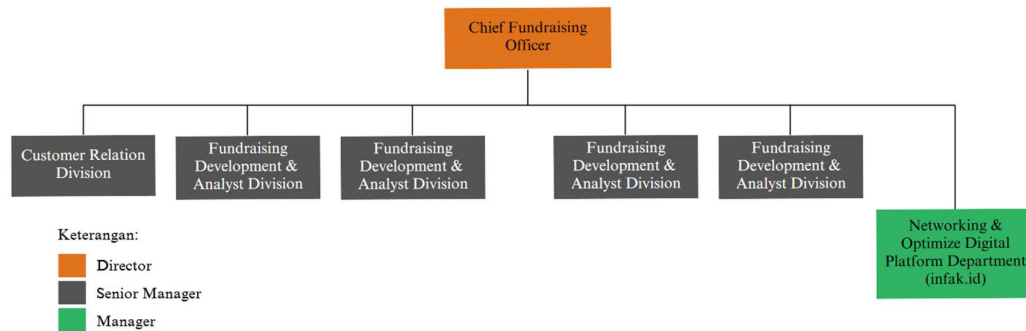 Chief Fundraising
Officer
Customer Relation
Division
Fundraising
Development &
Analyst Division
Fundraising
Development &
Analyst Division
Fundraising
Development &
Analyst Division
Fundraising
Development &
Analyst Division
Networking &
Optimize Digital
Platform Department
(infak.id)
Keterangan:
Director
Senior Manager
Manager